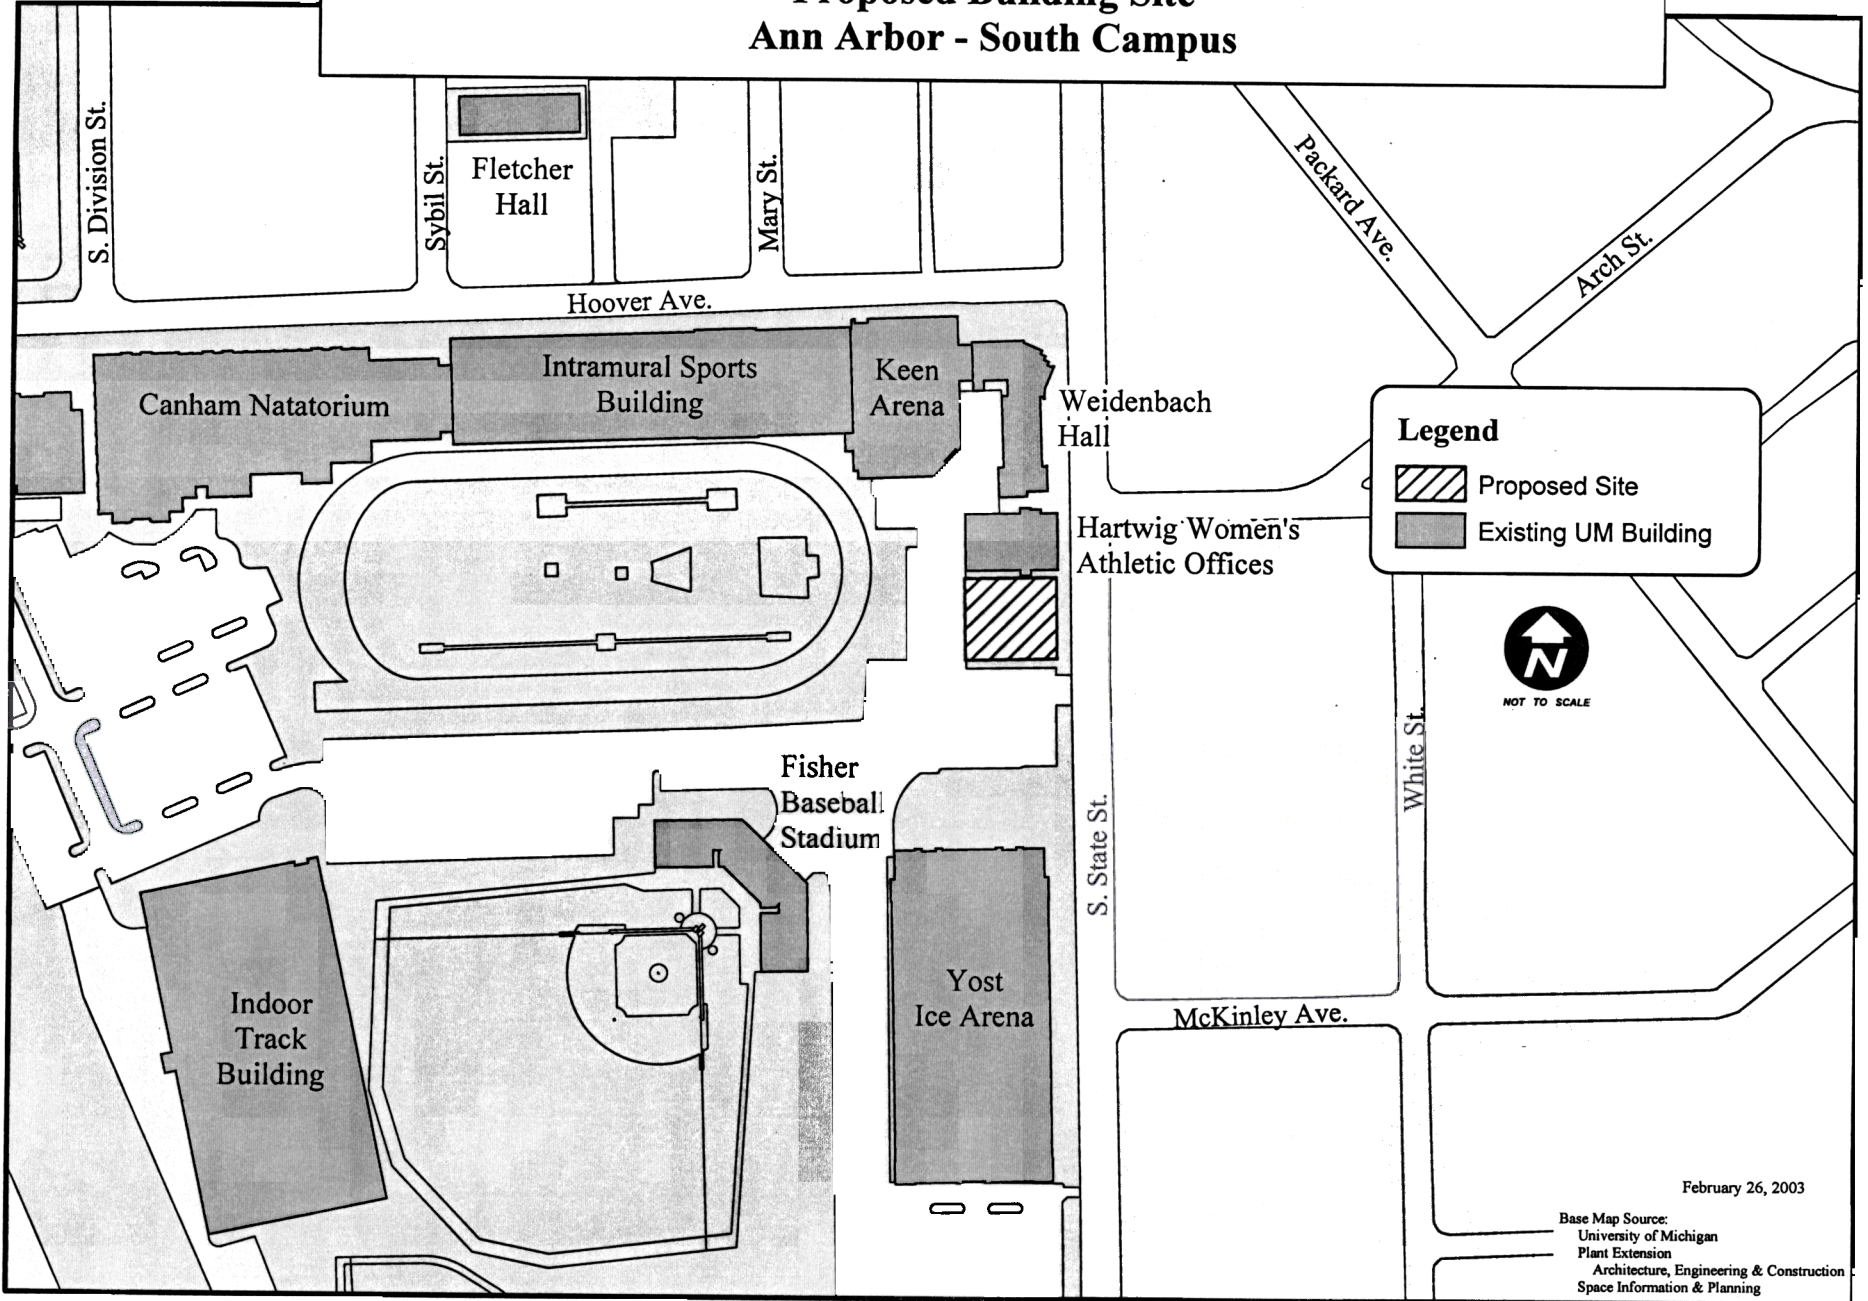 Proposed Building Site
Ann Arbor - South Campus
S. Division St.
Sybil St.
Fletcher
Hall
Mary St.
Packard Ave.
Arch St.
Hoover Ave.
Canham Natatorium
Intramural Sports
Building
Keen
Arena
Weidenbach
Hall
Legend
Proposed Site
Existing UM Building
Hartwig Women's
Athletic Offices
N
NOT TO SCALE
Fisher
Baseball
Stadium
S. State St.
White St.
Indoor
Track
Building
Yost
Ice Arena
McKinley Ave.
February 26, 2003
Base Map Source:
University of Michigan
Plant Extension
Architecture, Engineering & Construction
Space Information & Planning